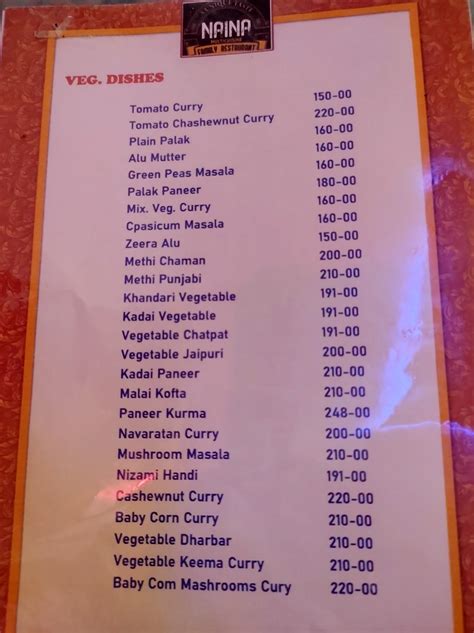 NAINA
FAMILY RESTAURANT
VEG. DISHES
Tomato Curry 150-00
Tomato Chashewnut Curry 220-00
Plain Palak 160-00
Alu Mutter 160-00
Green Peas Masala 160-00
Palak Paneer 180-00
Mix. Veg. Curry 160-00
Cpasicum Masala 160-00
Zeera Alu 150-00
Methi Chaman 200-00
Methi Punjabi 210-00
Khandari Vegetable 191-00
Kadai Vegetable 191-00
Vegetable Chatpat 191-00
Vegetable Jaipuri 200-00
Kadai Paneer 210-00
Malai Kofta 210-00
Paneer Kurma 248-00
Navaratan Curry 200-00
Mushroom Masala 210-00
Nizami Handi 191-00
Cashewnut Curry 220-00
Baby Corn Curry 210-00
Vegetable Dharbar 210-00
Vegetable Keema Curry 210-00
Baby Com Mashrooms Cury 220-00